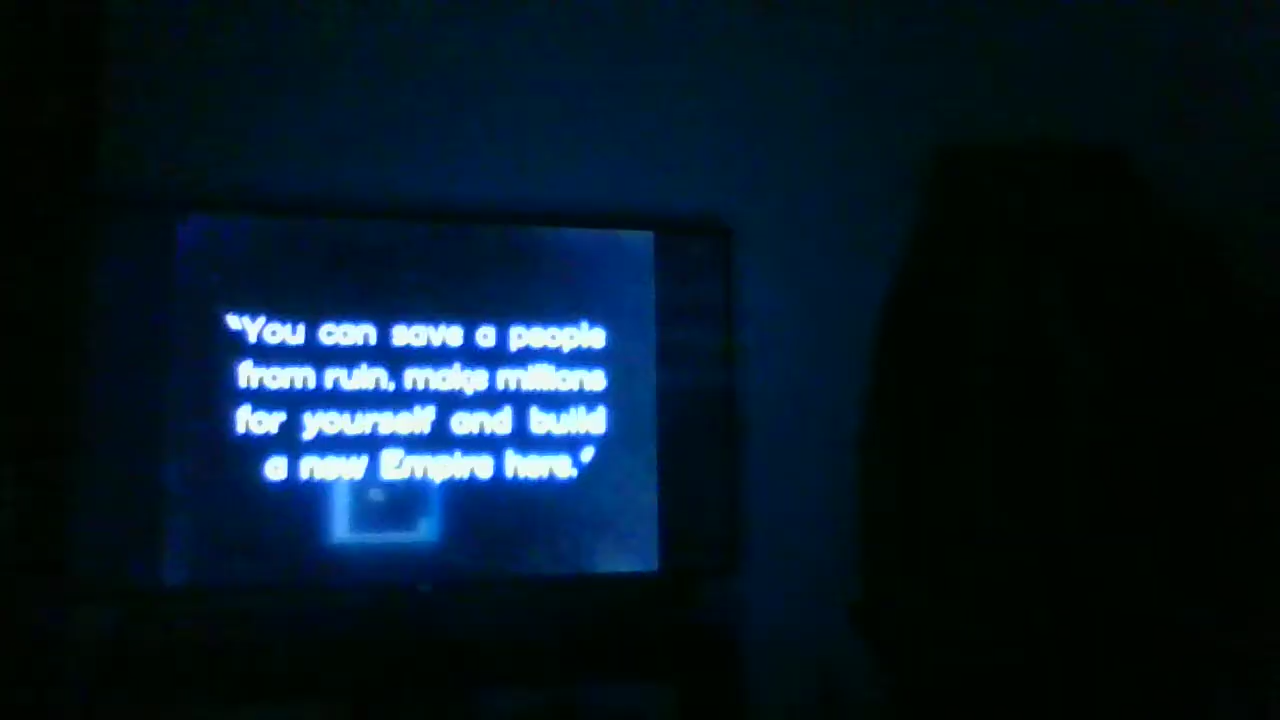 "You can save a people
from ruin, make millions
for yourself and build
a new Empire here."